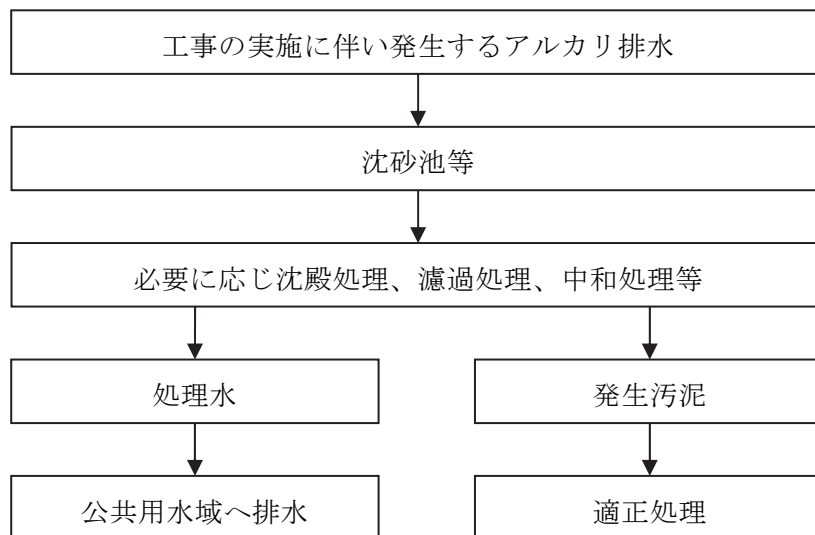 工事の実施に伴い発生するアルカリ排水
沈砂池等
必要に応じ沈殿処理、濾過処理、中和処理等
処理水
発生汚泥
公共用水域へ排水
適正処理